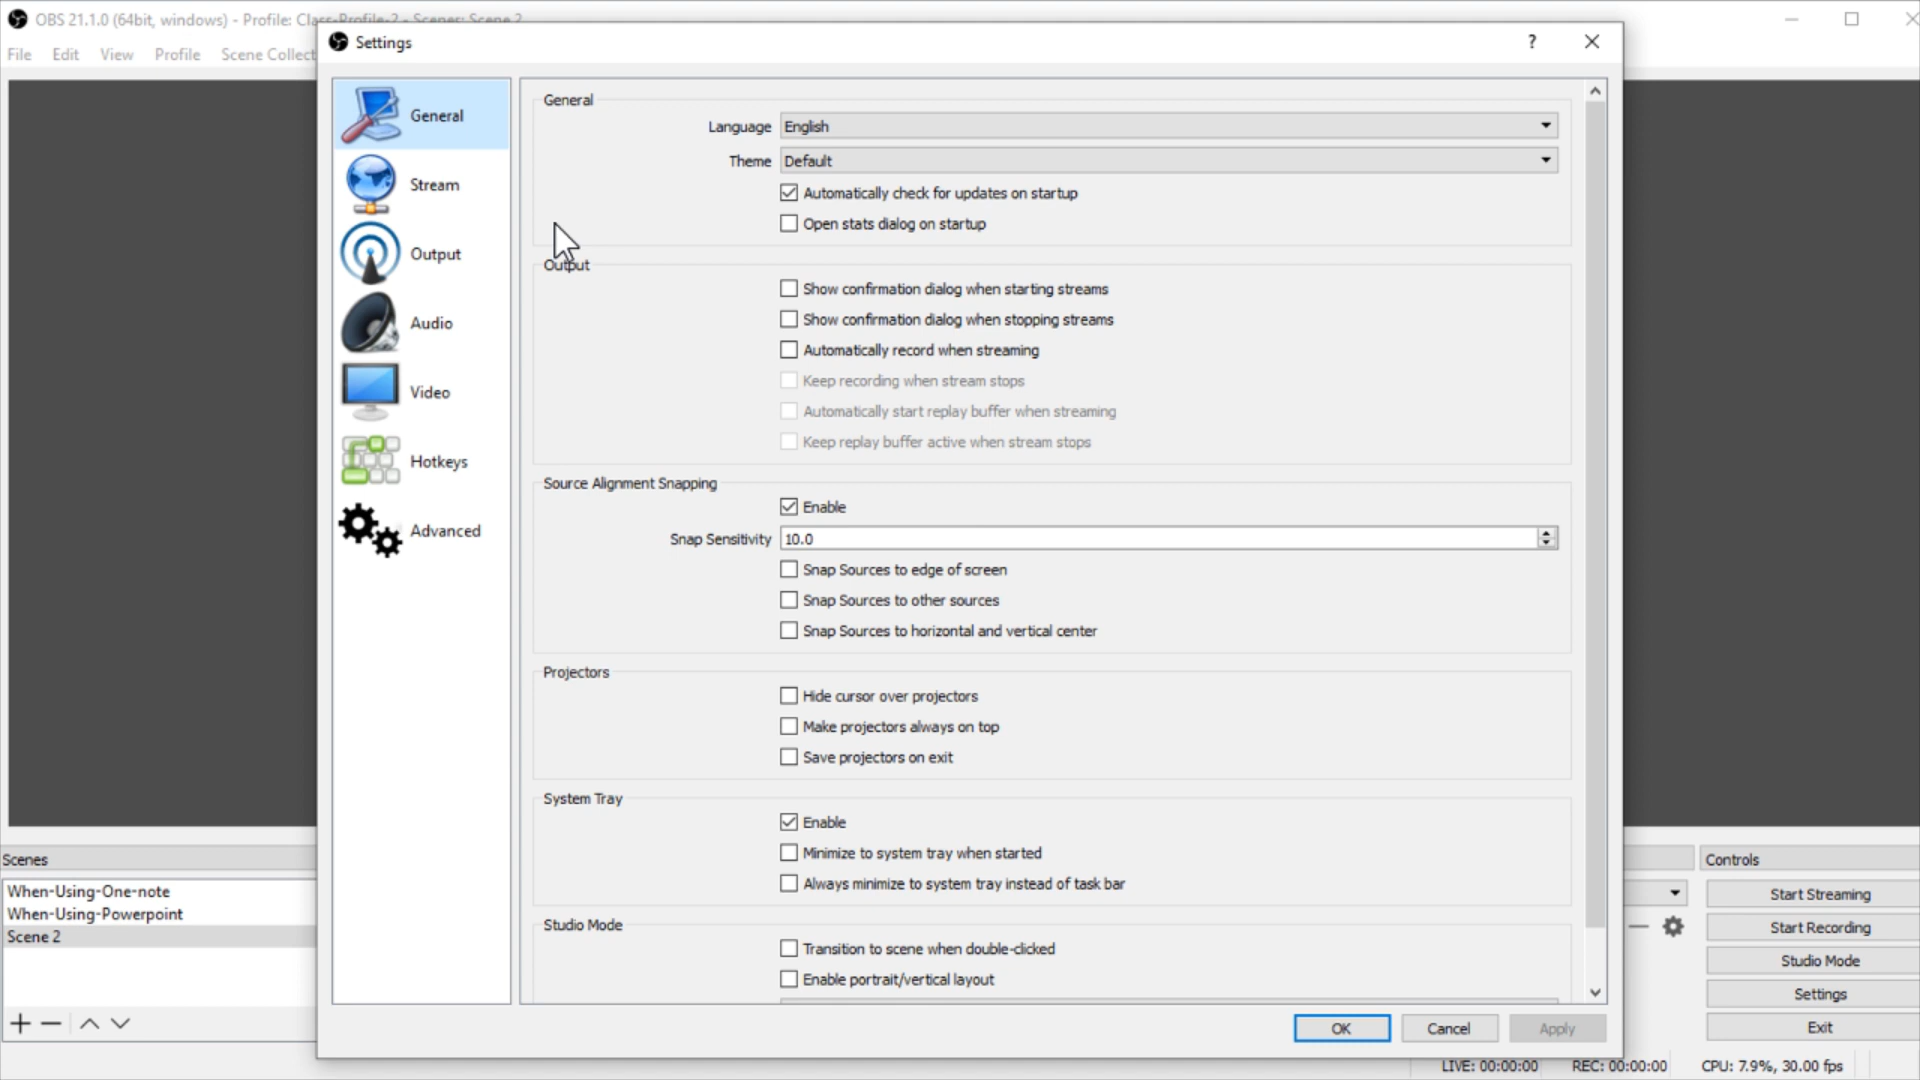 OBS 21.1.0 (64bit, windows) - Profile: Class-Profile-2 - Scenes: Scene 2
File Edit View Profile Scene Collect
Settings
?
General
Stream
Output
Audio
Video
Hotkeys
Advanced
General
Language English
Theme Default
Automatically check for updates on startup
Open stats dialog on startup
Output
Show confirmation dialog when starting streams
Show confirmation dialog when stopping streams
Automatically record when streaming
Keep recording when stream stops
Automatically start replay buffer when streaming
Keep replay buffer active when stream stops
Source Alignment Snapping
Enable
Snap Sensitivity 10.0
Snap Sources to edge of screen
Snap Sources to other sources
Snap Sources to horizontal and vertical center
Projectors
Hide cursor over projectors
Make projectors always on top
Save projectors on exit
System Tray
Enable
Minimize to system tray when started
Always minimize to system tray instead of task bar
Studio Mode
Transition to scene when double-clicked
Enable portrait/vertical layout
OK Cancel Apply
Scenes
When-Using-One-note
When-Using-Powerpoint
Scene 2
Controls
Start Streaming
Start Recording
Studio Mode
Settings
Exit
LIVE: 00:00:00 REC: 00:00:00 CPU: 7.9%, 30.00 fps